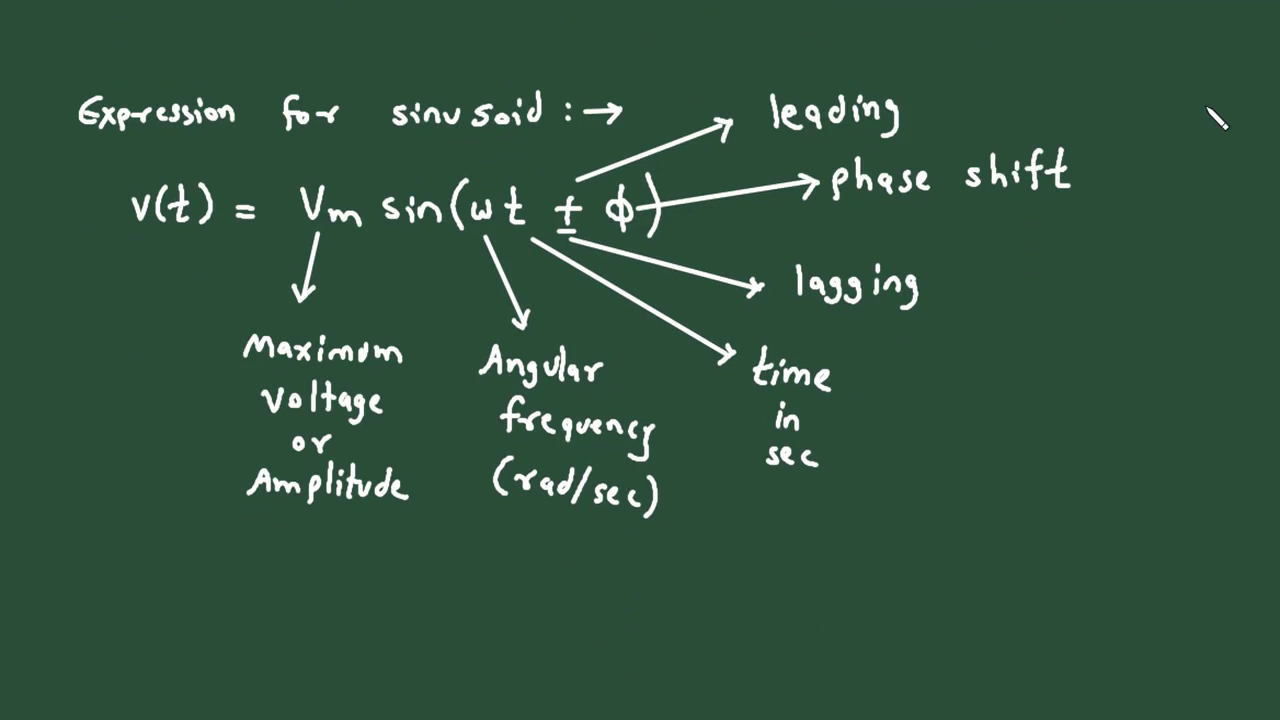 Expression for sinusoid : →
leading
phase shift
v(t) = Vm sin(ωt ± ϕ)
lagging
Maximum
voltage
or
Amplitude
Angular
frequency
(rad/sec)
time
in
sec